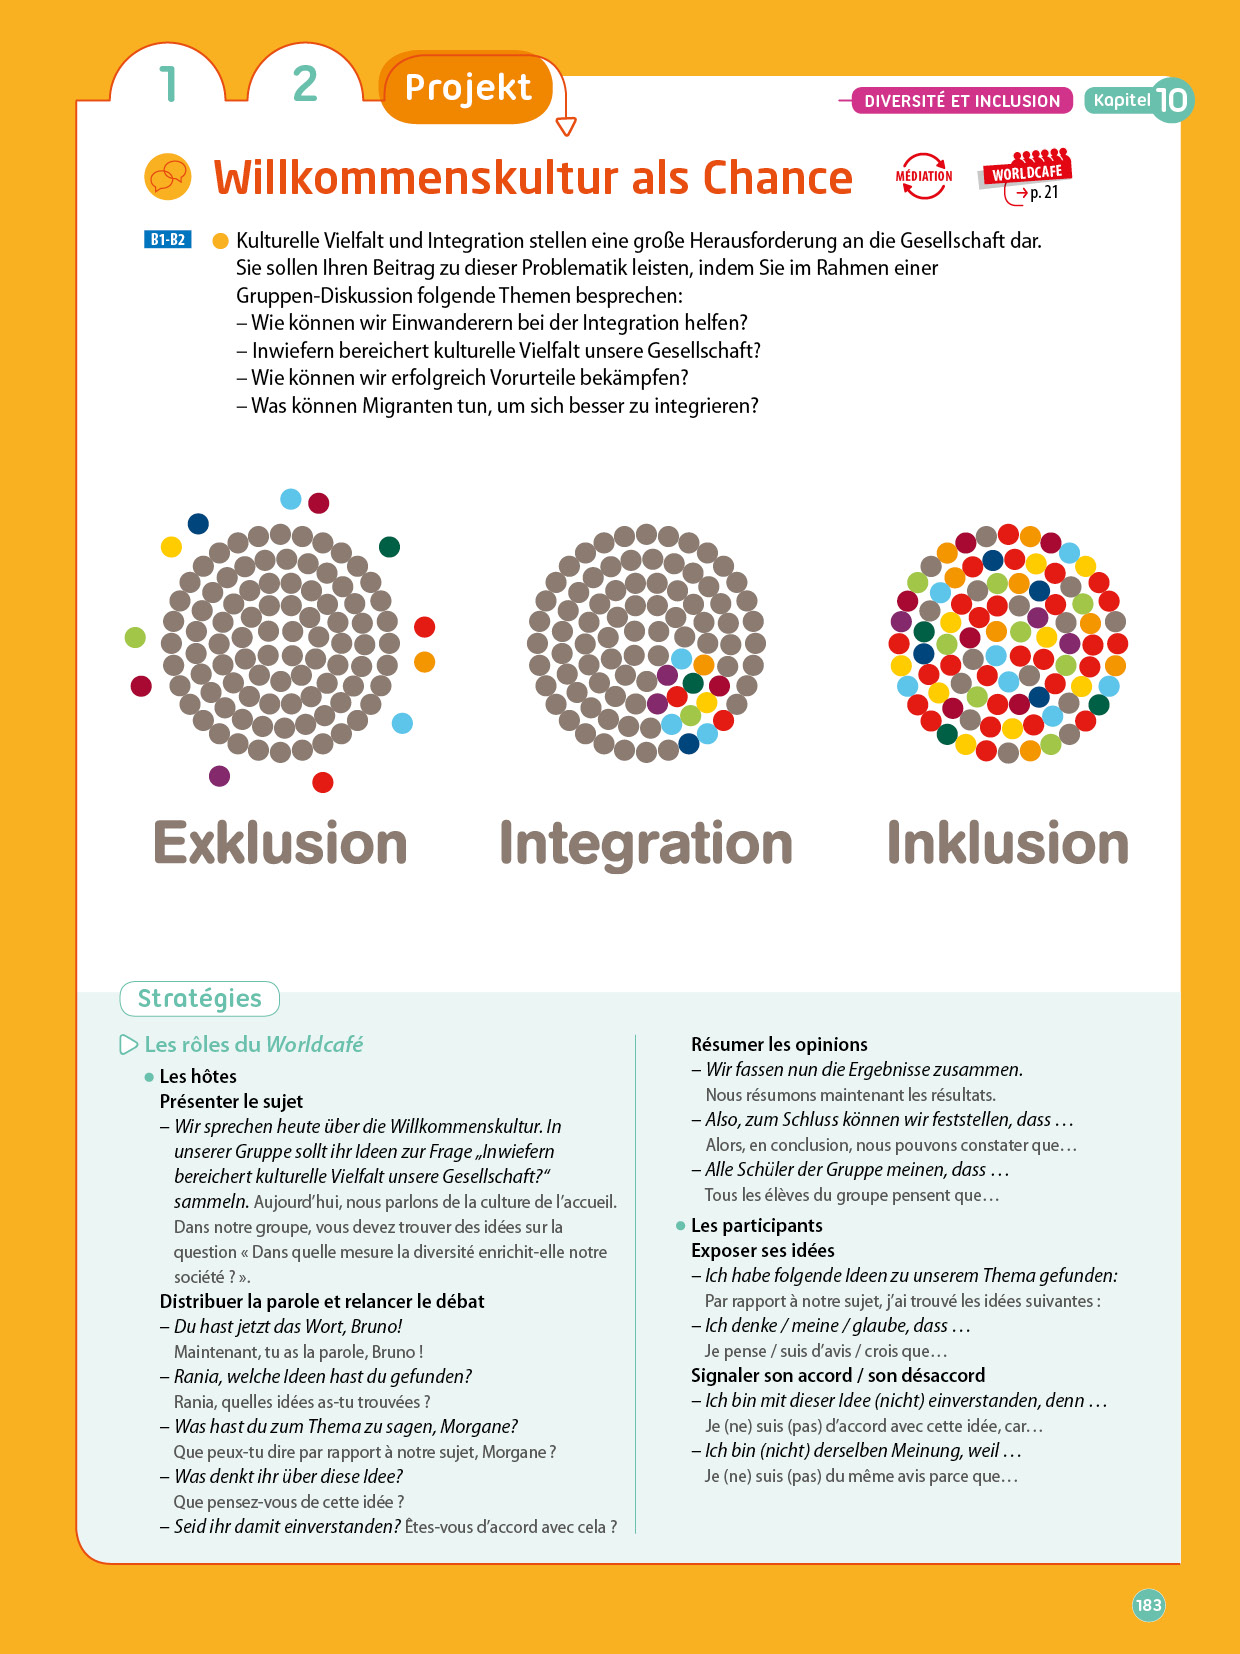 1
2
Projekt
DIVERSITÉ ET INCLUSION
Kapitel 10
Willkommenskultur als Chance
MÉDIATION
WORLDCAFE
p. 21
B1-B2
Kulturelle Vielfalt und Integration stellen eine große Herausforderung an die Gesellschaft dar.
Sie sollen Ihren Beitrag zu dieser Problematik leisten, indem Sie im Rahmen einer
Gruppen-Diskussion folgende Themen besprechen:
– Wie können wir Einwanderern bei der Integration helfen?
– Inwiefern bereichert kulturelle Vielfalt unsere Gesellschaft?
– Wie können wir erfolgreich Vorurteile bekämpfen?
– Was können Migranten tun, um sich besser zu integrieren?
Exklusion
Integration
Inklusion
Stratégies
Les rôles du Worldcafé
• Les hôtes
Présenter le sujet
– Wir sprechen heute über die Willkommenskultur. In
unserer Gruppe sollt ihr Ideen zur Frage „Inwiefern
bereichert kulturelle Vielfalt unsere Gesellschaft?“
sammeln. Aujourd’hui, nous parlons de la culture de l’accueil.
Dans notre groupe, vous devez trouver des idées sur la
question « Dans quelle mesure la diversité enrichit-elle notre
société ? ».
Distribuer la parole et relancer le débat
– Du hast jetzt das Wort, Bruno!
Maintenant, tu as la parole, Bruno !
– Rania, welche Ideen hast du gefunden?
Rania, quelles idées as-tu trouvées ?
– Was hast du zum Thema zu sagen, Morgane?
Que peux-tu dire par rapport à notre sujet, Morgane ?
– Was denkt ihr über diese Idee?
Que pensez-vous de cette idée ?
– Seid ihr damit einverstanden? Êtes-vous d’accord avec cela ?
Résumer les opinions
– Wir fassen nun die Ergebnisse zusammen.
Nous résumons maintenant les résultats.
– Also, zum Schluss können wir feststellen, dass …
Alors, en conclusion, nous pouvons constater que…
– Alle Schüler der Gruppe meinen, dass …
Tous les élèves du groupe pensent que…
• Les participants
Exposer ses idées
– Ich habe folgende Ideen zu unserem Thema gefunden:
Par rapport à notre sujet, j’ai trouvé les idées suivantes :
– Ich denke / meine / glaube, dass …
Je pense / suis d’avis / crois que…
Signaler son accord / son désaccord
– Ich bin mit dieser Idee (nicht) einverstanden, denn …
Je (ne) suis (pas) d’accord avec cette idée, car…
– Ich bin (nicht) derselben Meinung, weil …
Je (ne) suis (pas) du même avis parce que…
183